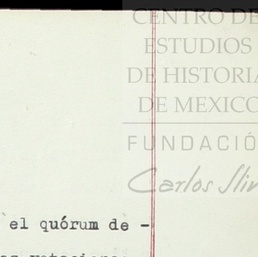 CENTRO DE
ESTUDIOS
DE HISTORIA
DE MEXICO
FUNDACIÓ
Carlos Sli
el quórum de -